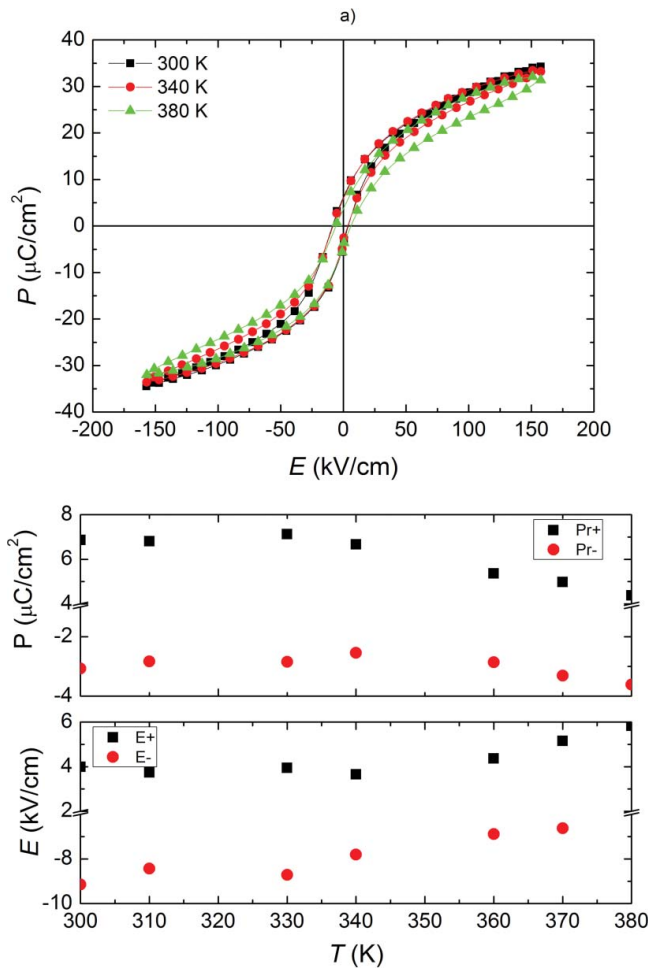 a)
40
30
20
10
0
-10
-20
-30
-40
P (μC/cm²)
300 K
340 K
380 K
-200 -150 -100 -50 0 50 100 150 200
E (kV/cm)
8
6
4
-2
-4
P (μC/cm²)
Pr+
Pr-
6
4
2
-8
-10
E (kV/cm)
E+
E-
300 310 320 330 340 350 360 370 380
T (K)